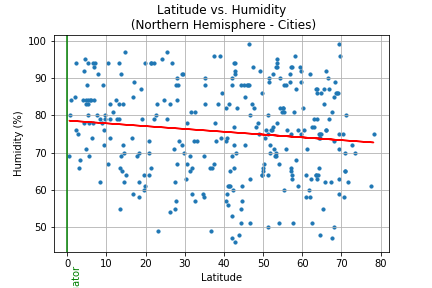 Latitude vs. Humidity
(Northern Hemisphere - Cities)
100
90
80
70
60
50
Humidity (%)
0 10 20 30 40 50 60 70 80
Latitude
ator